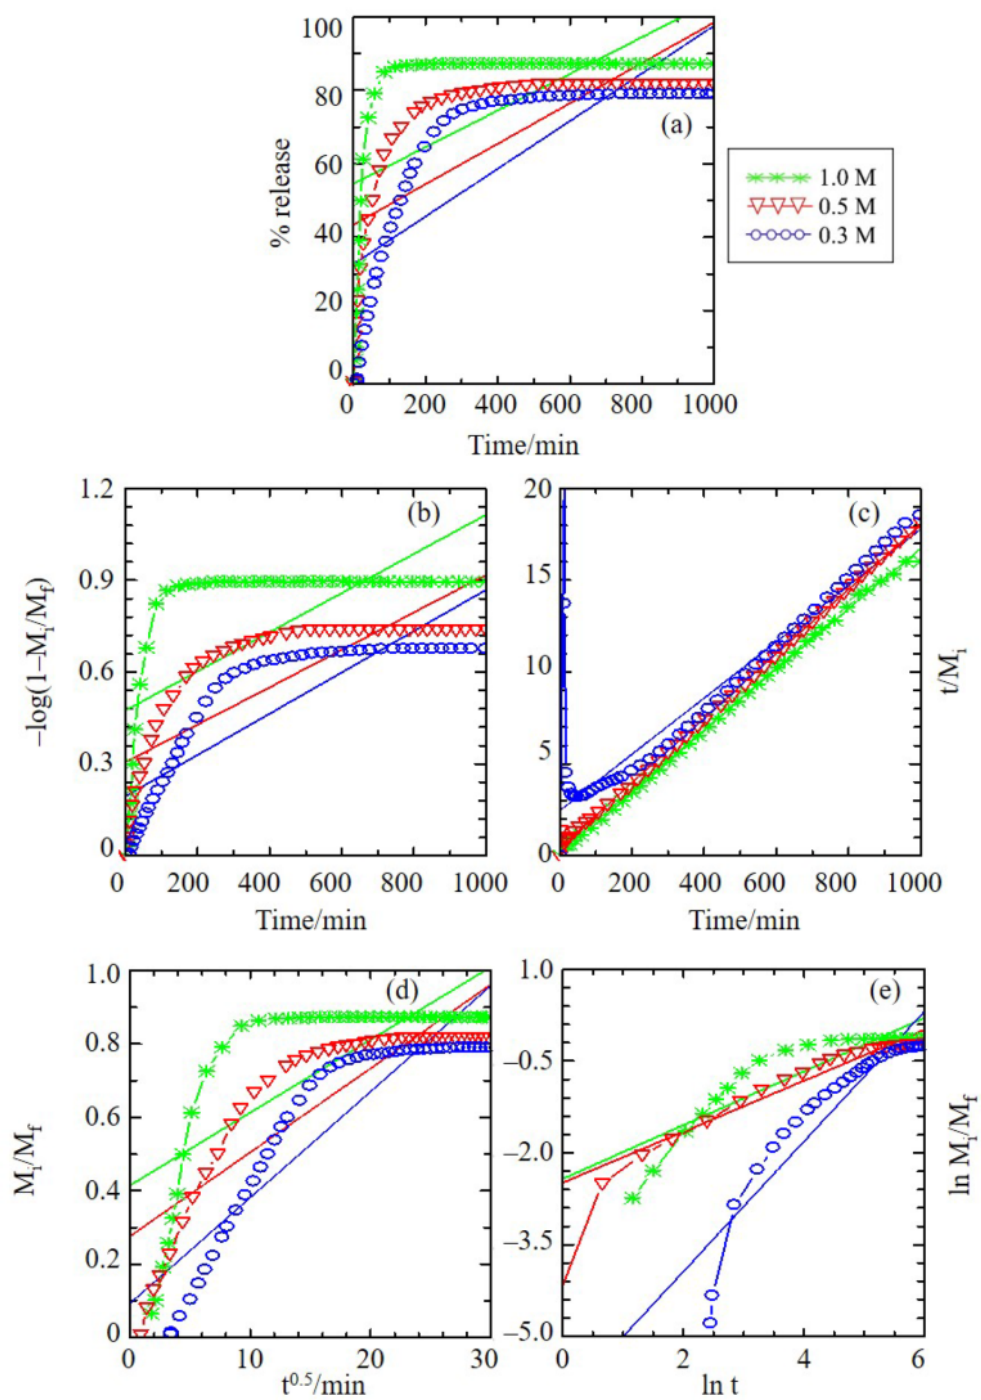 100
80
60
40
20
0
% release
(a)
0 200 400 600 800 1000
Time/min
1.0 M
0.5 M
0.3 M
1.2
0.9
0.6
0.3
0
–log(1–Mᵢ/M_f)
(b)
0 200 400 600 800 1000
Time/min
20
15
10
5
0
(c)
t/Mᵢ
0 200 400 600 800 1000
Time/min
1.0
0.8
0.6
0.4
0.2
0
Mᵢ/M_f
(d)
0 10 20 30
t⁰·⁵/min
1.0
–0.5
–2.0
–3.5
–5.0
(e)
ln Mᵢ/M_f
0 2 4 6
ln t